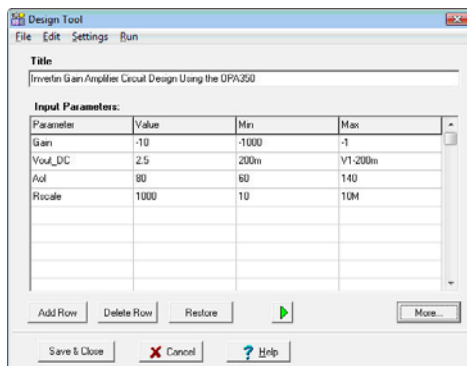 Design Tool
File Edit Settings Run
Title
Invertin Gain Amplifier Circuit Design Using the OPA350
Input Parameters:
Parameter Value Min Max
Gain -10 -1000 -1
Vout_DC 2.5 200m V1-200m
Aol 80 60 140
Rscale 1000 10 10M
Add Row Delete Row Restore More...
Save & Close Cancel ? Help